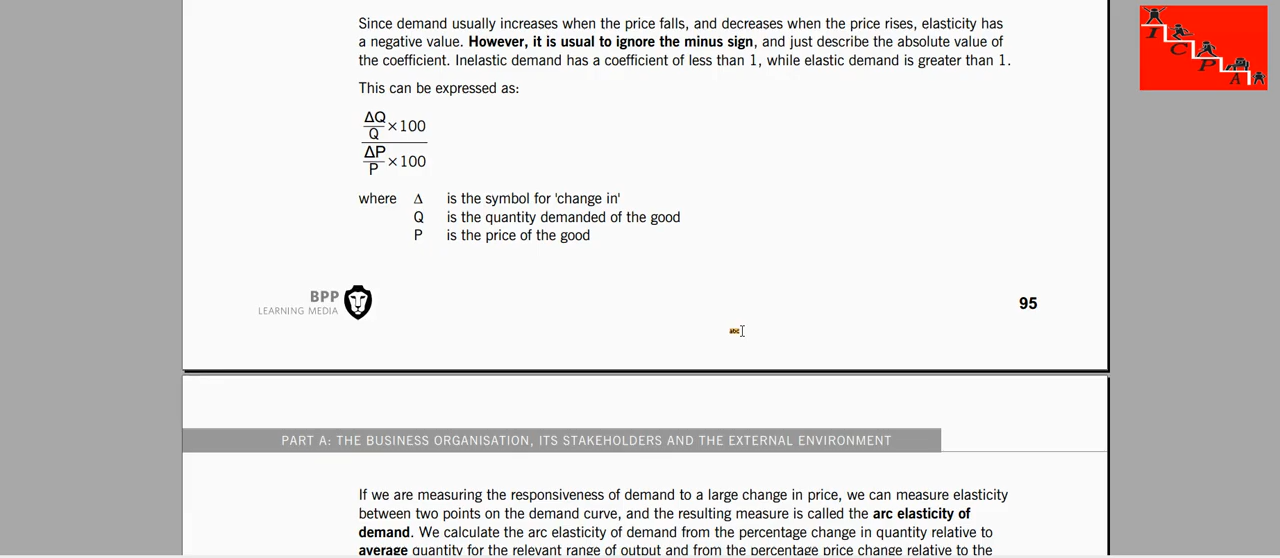 Since demand usually increases when the price falls, and decreases when the price rises, elasticity has
a negative value. However, it is usual to ignore the minus sign, and just describe the absolute value of
the coefficient. Inelastic demand has a coefficient of less than 1, while elastic demand is greater than 1.
I C P A
This can be expressed as:
ΔQ
Q
×100
ΔP
P
×100
where Δ is the symbol for 'change in'
Q is the quantity demanded of the good
P is the price of the good
BPP
LEARNING MEDIA
95
abc
PART A: THE BUSINESS ORGANISATION, ITS STAKEHOLDERS AND THE EXTERNAL ENVIRONMENT
If we are measuring the responsiveness of demand to a large change in price, we can measure elasticity
between two points on the demand curve, and the resulting measure is called the arc elasticity of
demand. We calculate the arc elasticity of demand from the percentage change in quantity relative to
average quantity for the relevant range of output and from the percentage price change relative to the